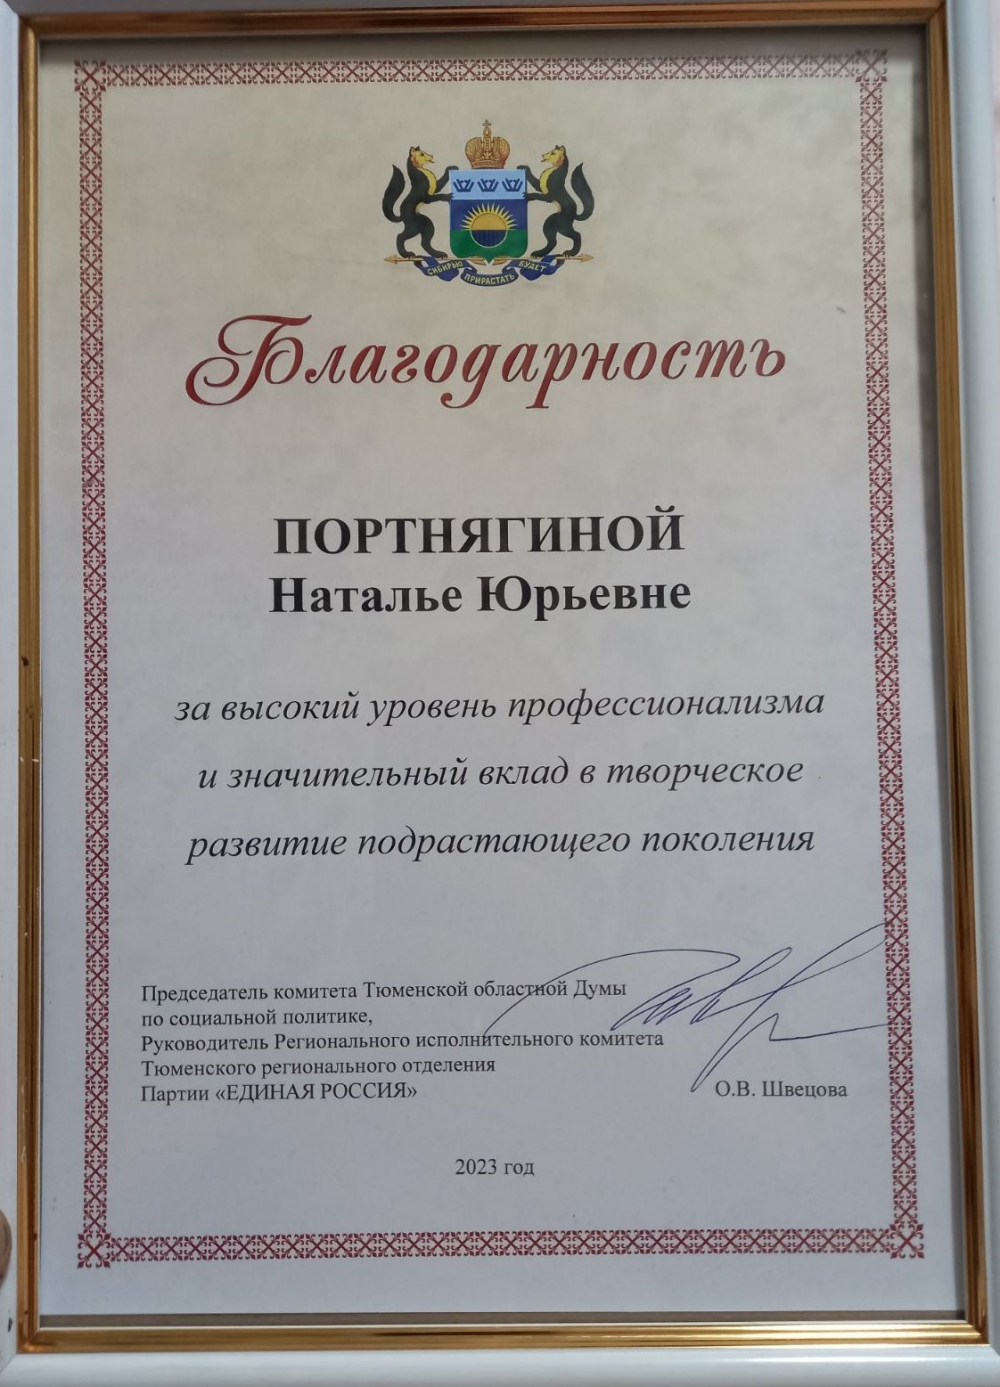 СИБИРЬЮ ПРИРАСТАТЬ БУДЕТ
Благодарность
ПОРТНЯГИНОЙ
Наталье Юрьевне
за высокий уровень профессионализма
и значительный вклад в творческое
развитие подрастающего поколения
Председатель комитета Тюменской областной Думы
по социальной политике,
Руководитель Регионального исполнительного комитета
Тюменского регионального отделения
Партии «ЕДИНАЯ РОССИЯ»
О.В. Швецова
2023 год